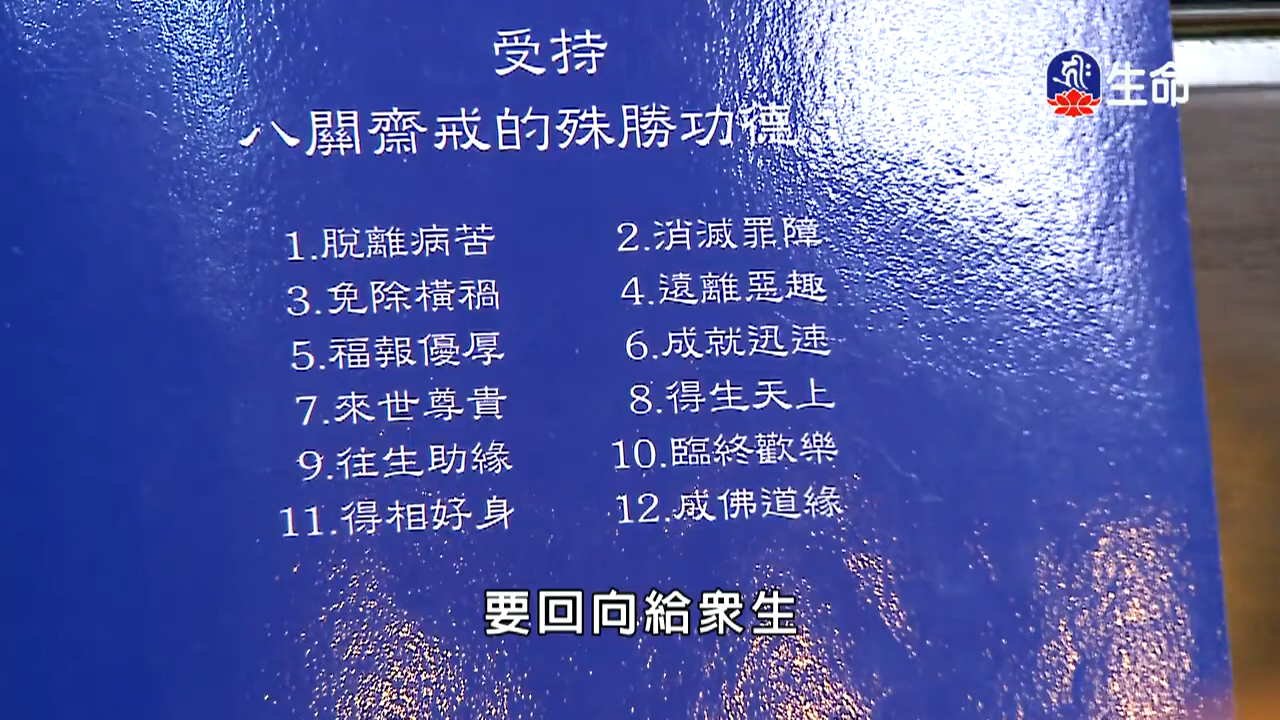 生命
受持
八關齋戒的殊勝功德
1.脫離病苦 2.消滅罪障
3.免除橫禍 4.遠離惡趣
5.福報優厚 6.成就迅速
7.來世尊貴 8.得生天上
9.往生助緣 10.臨終歡樂
11.得相好身 12.成佛道緣
要回向給眾生